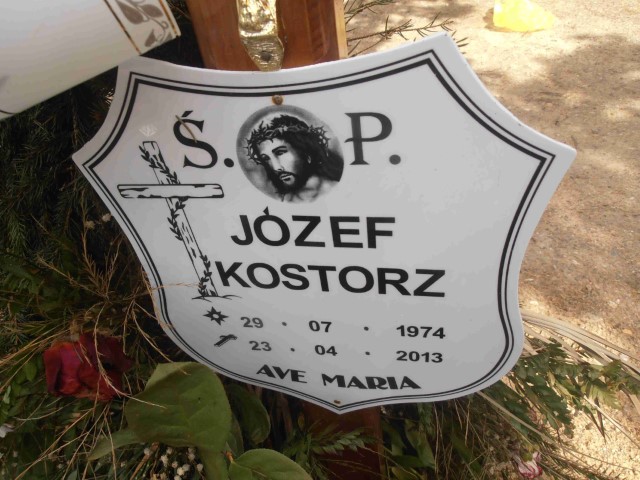 Ś. P.
JÓZEF
KOSTORZ
29 · 07 · 1974
23 · 04 · 2013
AVE MARIA